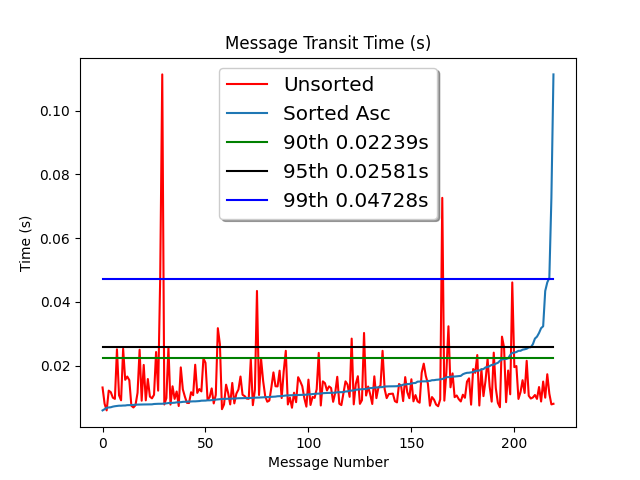 Message Transit Time (s)
Unsorted
Sorted Asc
90th 0.02239s
95th 0.02581s
99th 0.04728s
Time (s)
0.10
0.08
0.06
0.04
0.02
0
50
100
150
200
Message Number